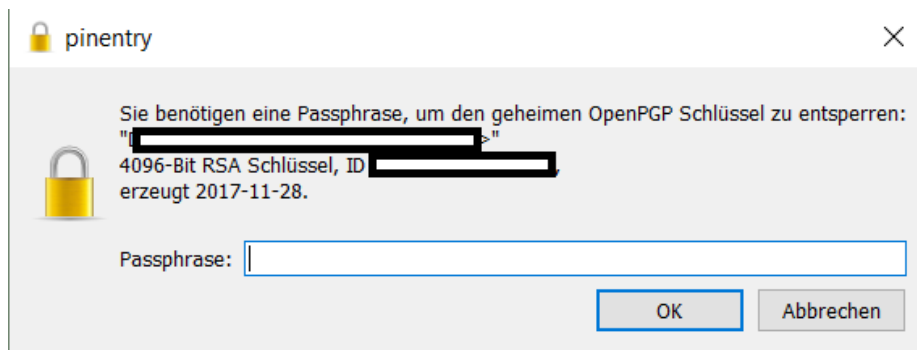 pinentry
Sie benötigen eine Passphrase, um den geheimen OpenPGP Schlüssel zu entsperren:
" >"
4096-Bit RSA Schlüssel, ID ,
erzeugt 2017-11-28.
Passphrase:
OK Abbrechen